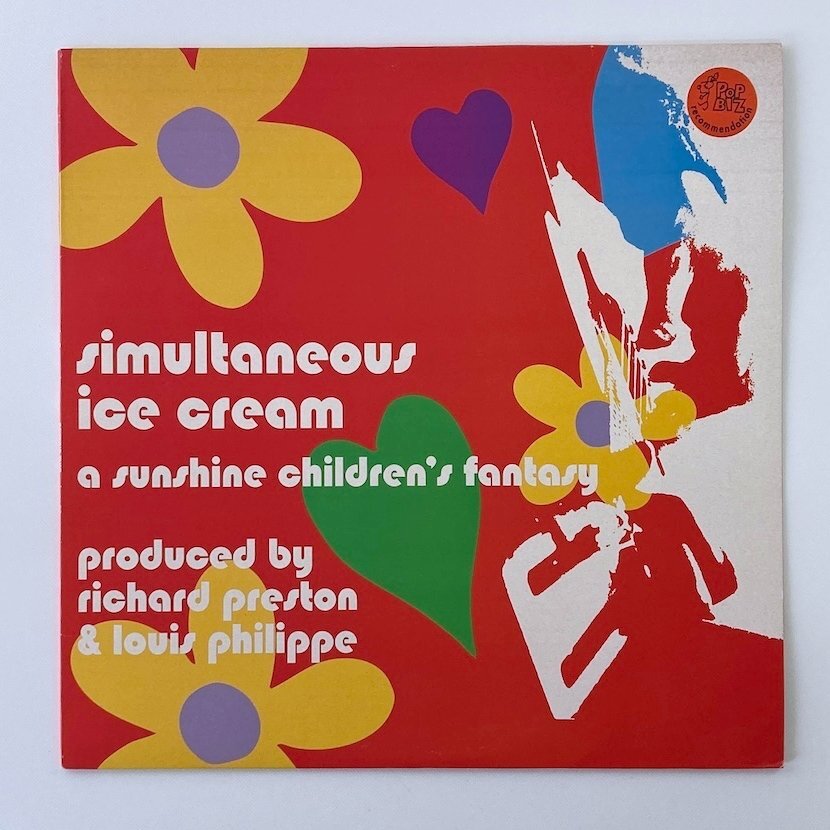 PoP
BIZ
recommendation
simultaneous
ice cream
a sunshine children's fantasy
produced by
richard preston
& louis philippe